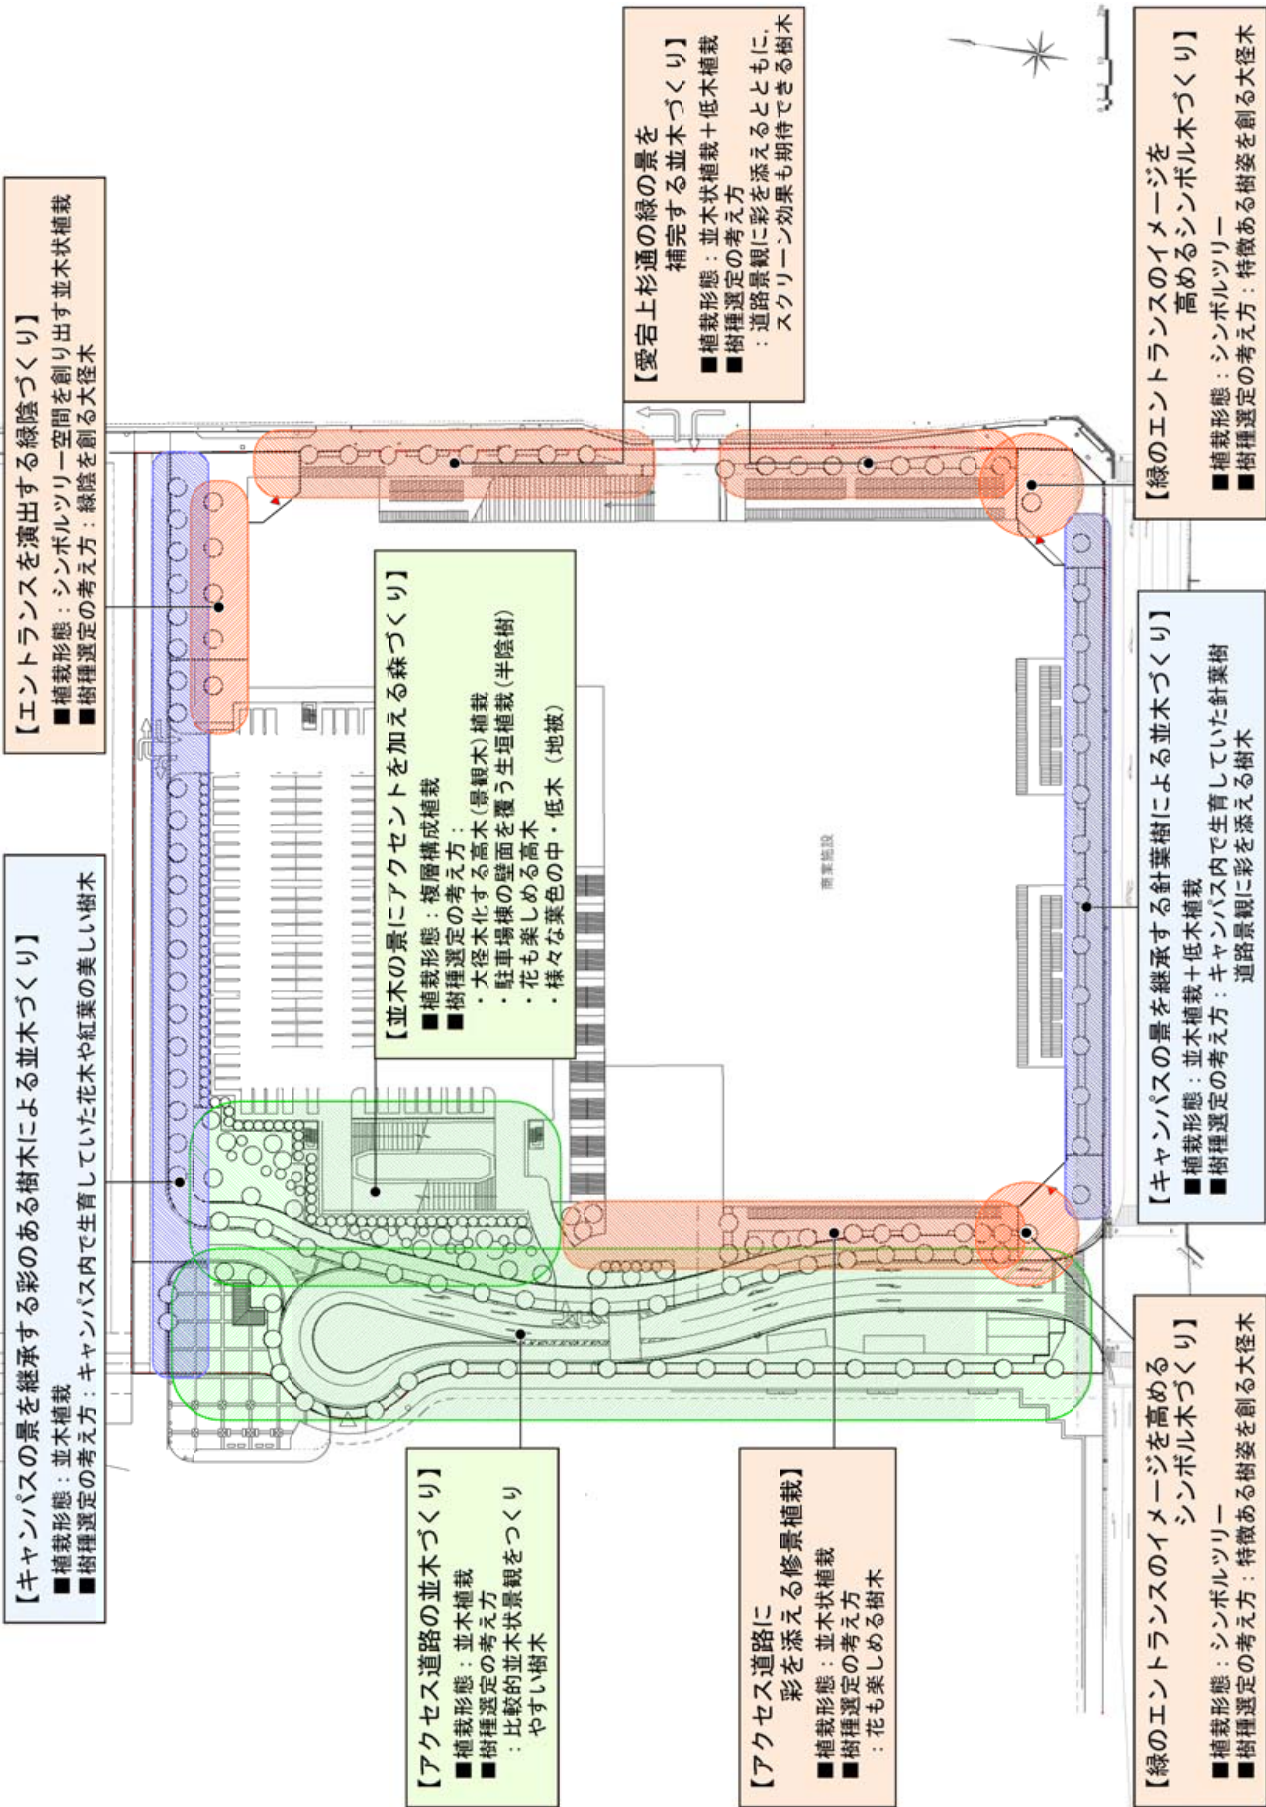 【キャンパスの景を継承する彩のある樹木による並木づくり】
■植栽形態：並木植栽
■樹種選定の考え方：キャンパス内で生育していた花木や紅葉の美しい樹木
【エントランスを演出する緑陰づくり】
■植栽形態：シンボルツリー空間を創り出す並木状植栽
■樹種選定の考え方：緑陰を創る大径木
【アクセス道路の並木づくり】
■植栽形態：並木植栽
■樹種選定の考え方
：比較的並木状景観をつくり
やすい樹木
【並木の景にアクセントを加える森づくり】
■植栽形態：複層構成植栽
■樹種選定の考え方：
・大径木化する高木（景観木）植栽
・駐車場棟の壁面を覆う生垣植栽（半陰樹）
・花も楽しめる高木
・様々な葉色の中・低木（地被）
【愛宕上杉通の緑の景を
補完する並木づくり】
■植栽形態：並木状植栽＋低木植栽
■樹種選定の考え方
：道路景観に彩を添えるとともに、
スクリーン効果も期待できる樹木
【アクセス道路に
彩を添える修景植栽】
■植栽形態：並木状植栽
■樹種選定の考え方
：花も楽しめる樹木
商業施設
【緑のエントランスのイメージを高める
シンボル木づくり】
■植栽形態：シンボルツリー
■樹種選定の考え方：特徴ある樹姿を創る大径木
【キャンパスの景を継承する針葉樹による並木づくり】
■植栽形態：並木植栽＋低木植栽
■樹種選定の考え方：キャンパス内で生育していた針葉樹
道路景観に彩を添える樹木
【緑のエントランスのイメージを
高めるシンボル木づくり】
■植栽形態：シンボルツリー
■樹種選定の考え方：特徴ある樹姿を創る大径木